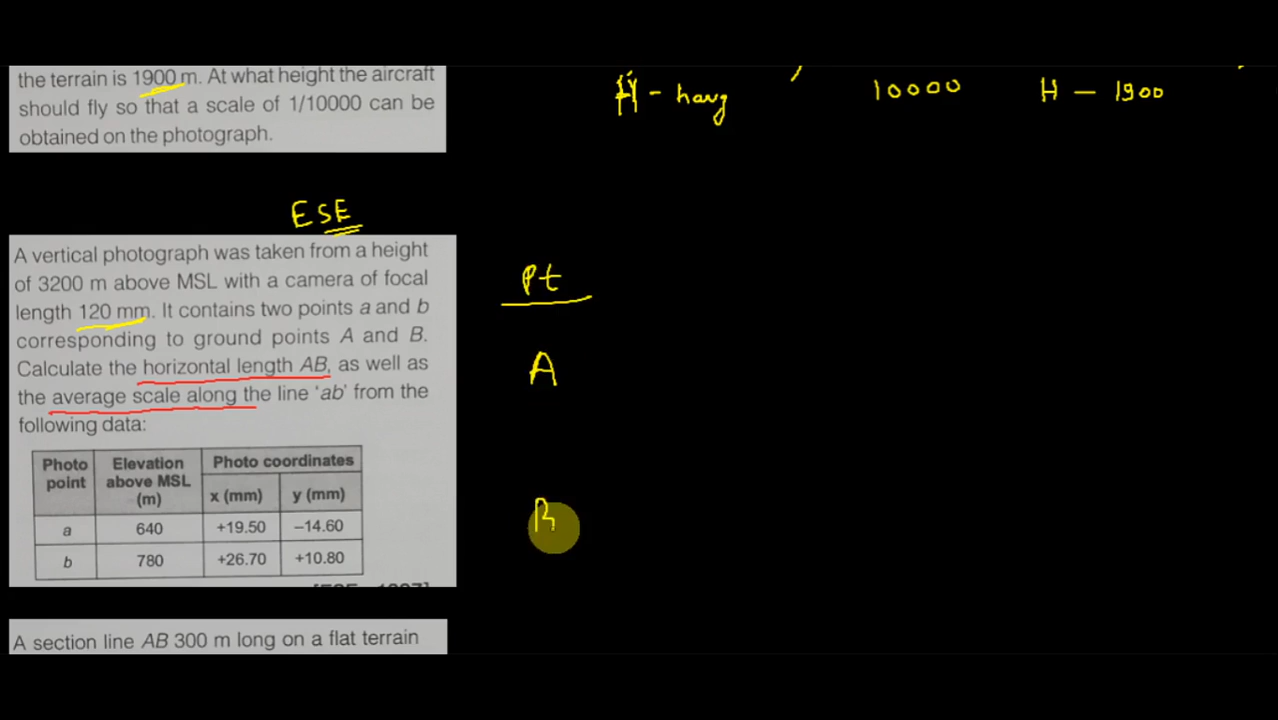 the terrain is 1900 m. At what height the aircraft
should fly so that a scale of 1/10000 can be
obtained on the photograph.
H - havg
10000
H - 1900
ESE
A vertical photograph was taken from a height
of 3200 m above MSL with a camera of focal
length 120 mm. It contains two points a and b
corresponding to ground points A and B.
Calculate the horizontal length AB, as well as
the average scale along the line 'ab' from the
following data:
Photo point Elevation above MSL (m) Photo coordinates
x (mm) y (mm)
a 640 +19.50 –14.60
b 780 +26.70 +10.80
A section line AB 300 m long on a flat terrain
Pt
A
B